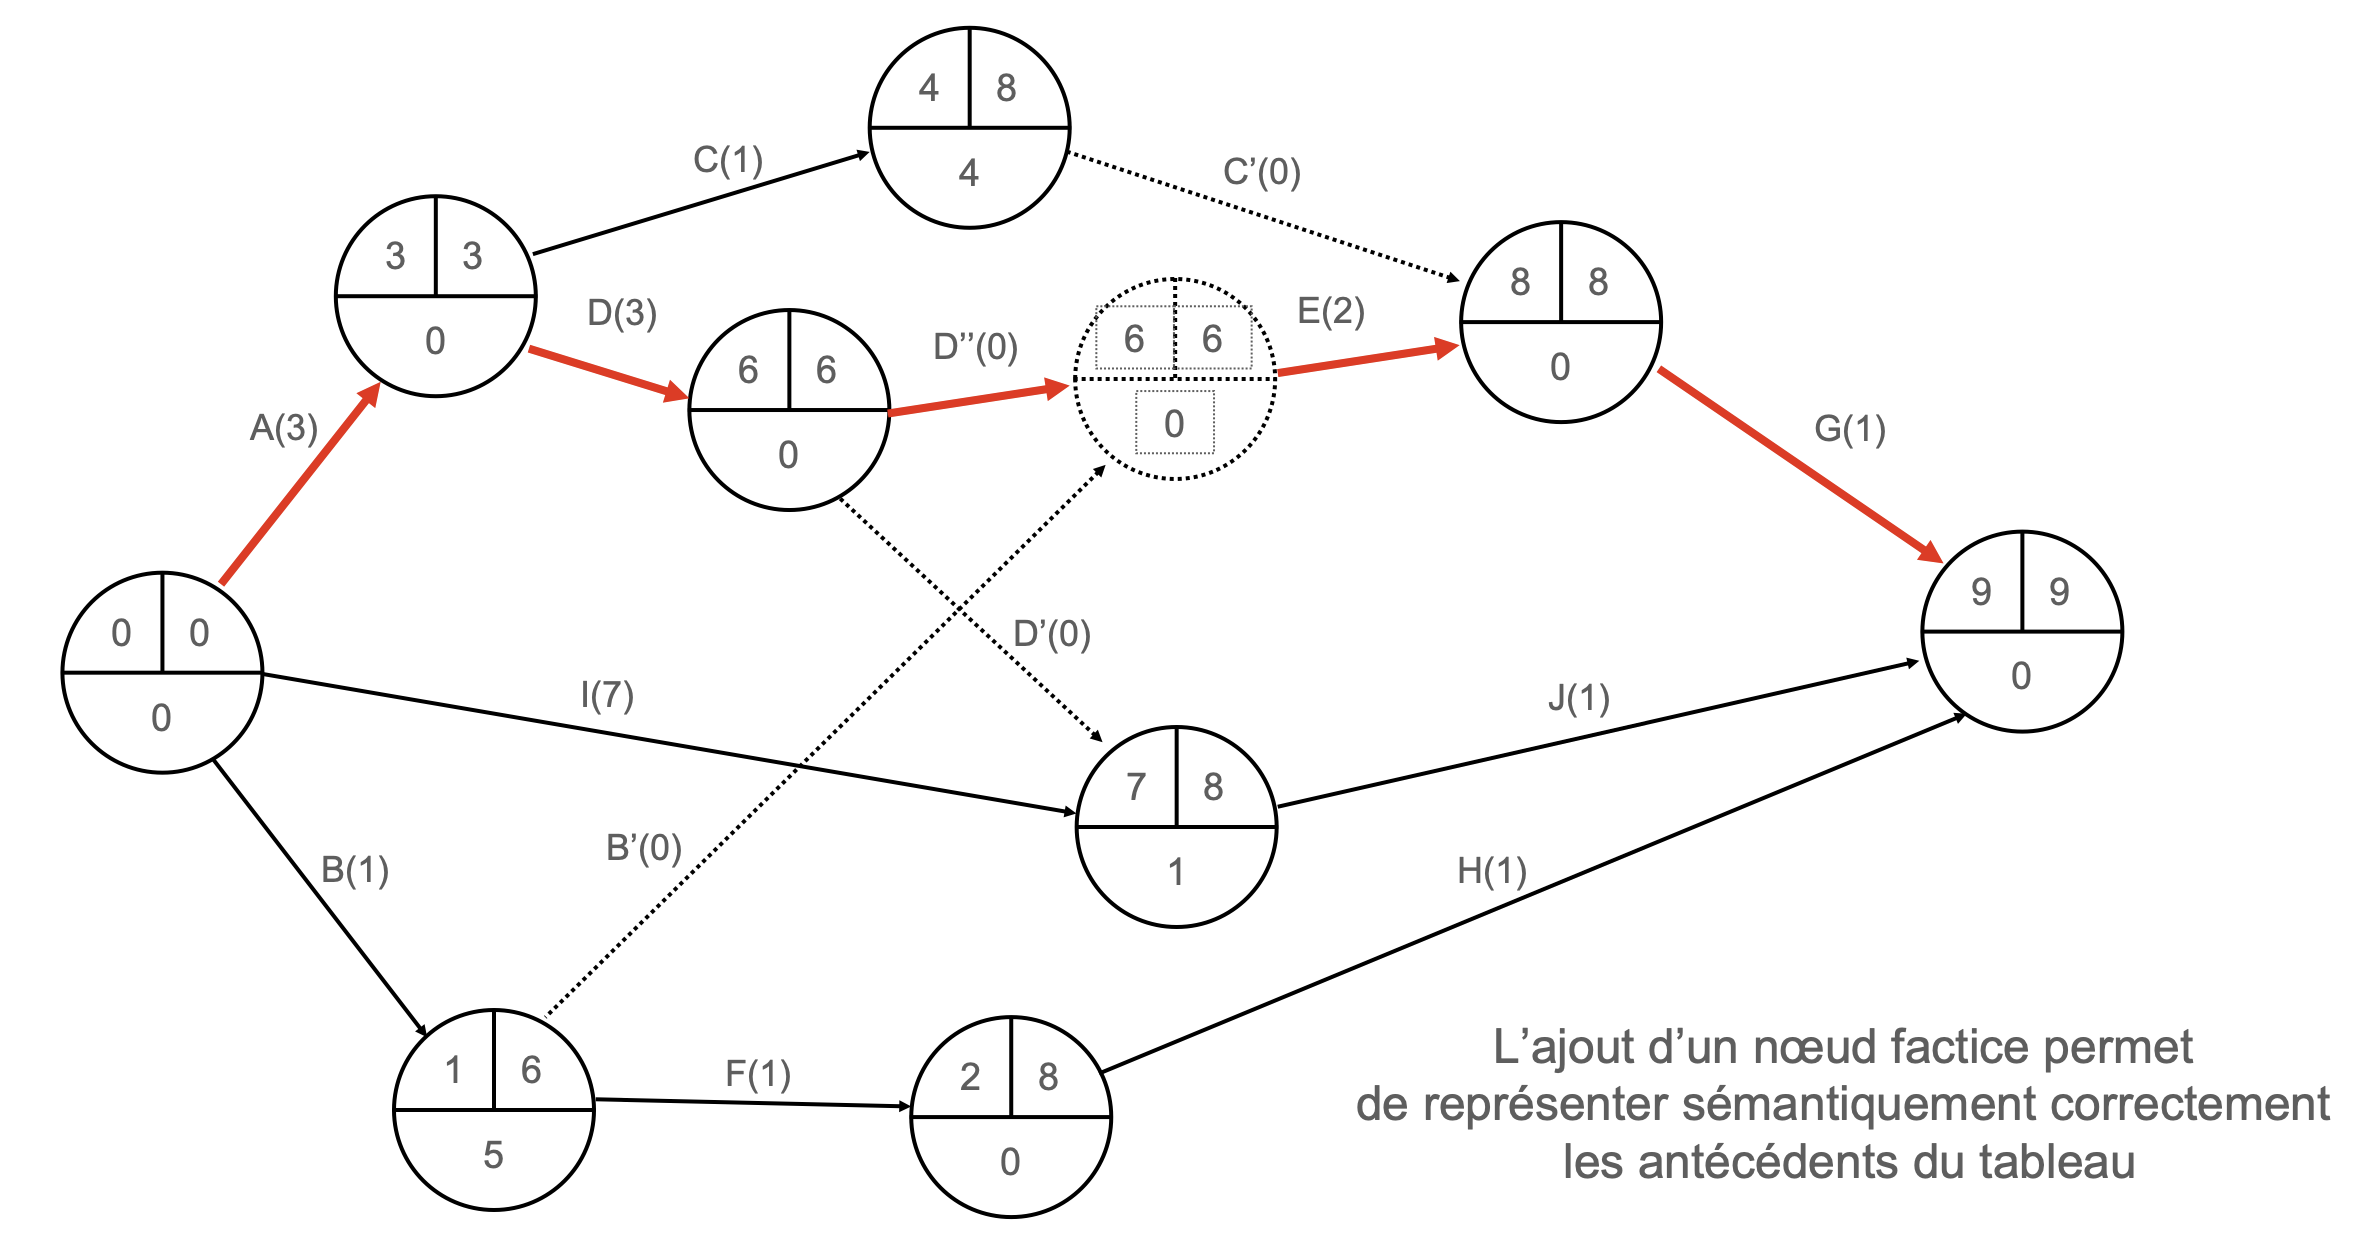 4 8
4
C(1)
C’(0)
3 3
0
8 8
0
D(3)
6 6
0
D’’(0)
6 6
0
E(2)
A(3)
G(1)
9 9
0
0 0
0
D’(0)
I(7)
J(1)
7 8
1
B’(0)
B(1)
H(1)
1 6
5
F(1)
2 8
0
L’ajout d’un nœud factice permet
de représenter sémantiquement correctement
les antécédents du tableau